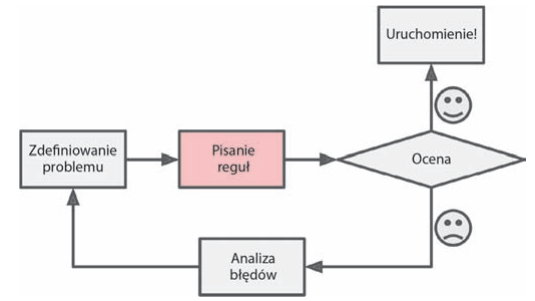 Uruchomienie!
Zdefiniowanie
problemu
Pisanie
reguł
Ocena
Analiza
błędów